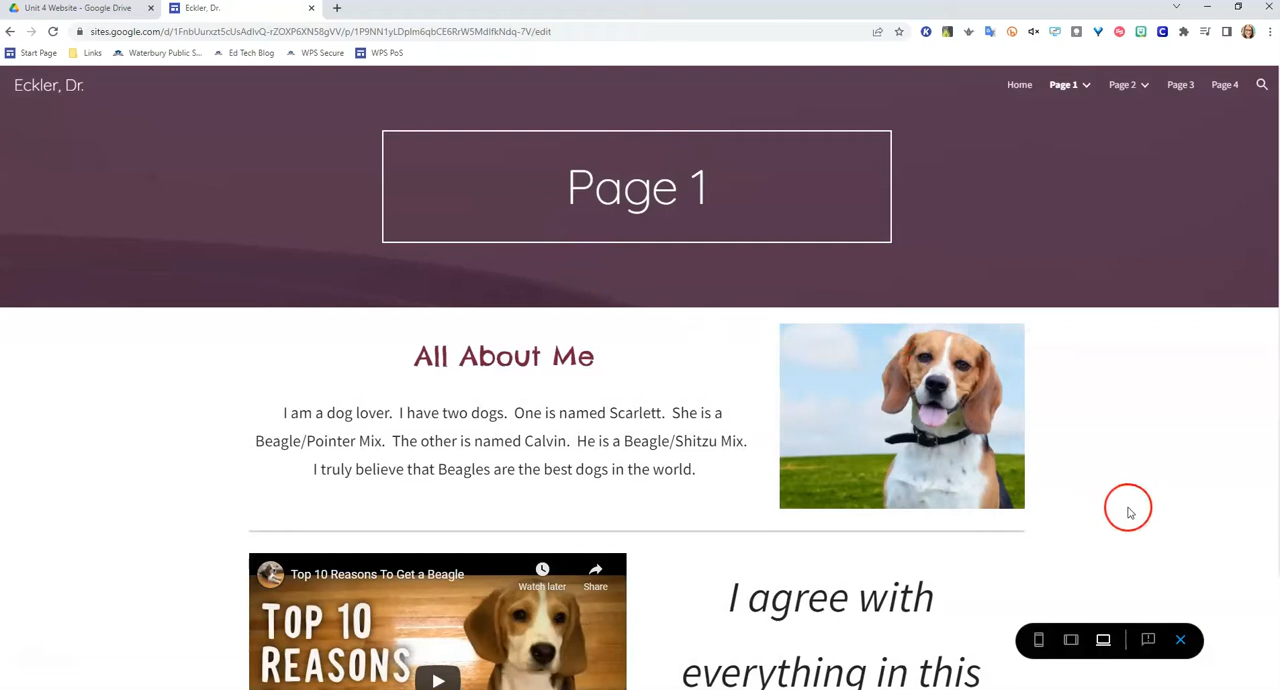 Unit 4 Website - Google Drive
Eckler, Dr.
sites.google.com/d/1FnbUurxzt5cUsAdIvQ-rZOXP6XN58gVV/p/1P9NN1yLDpIm6qbCE6RrW5MdIfkNdq-7V/edit
Start Page Links Waterbury Public S... Ed Tech Blog WPS Secure WPS PoS
Eckler, Dr.
Home Page 1 Page 2 Page 3 Page 4
Page 1
All About Me
I am a dog lover. I have two dogs. One is named Scarlett. She is a
Beagle/Pointer Mix. The other is named Calvin. He is a Beagle/Shitzu Mix.
I truly believe that Beagles are the best dogs in the world.
Top 10 Reasons To Get a Beagle
Watch later Share
TOP 10
REASONS
I agree with
everything in this